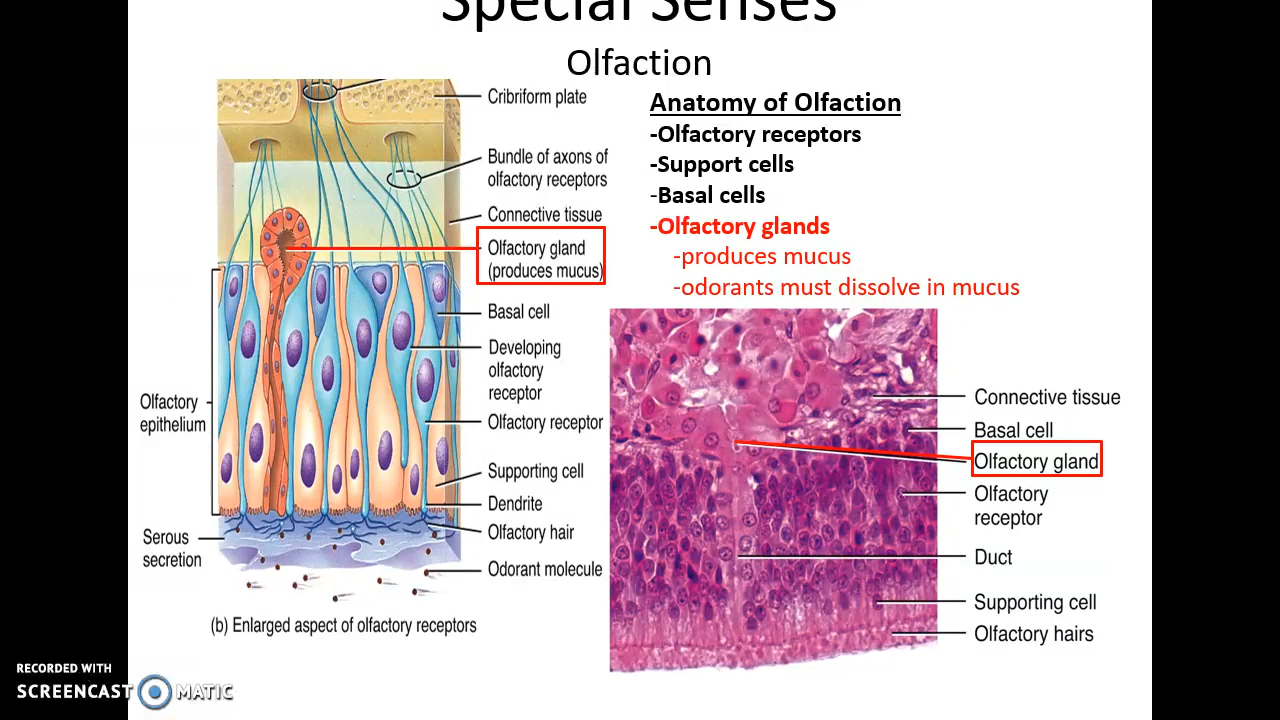 Special Senses
Olfaction
Anatomy of Olfaction
-Olfactory receptors
-Support cells
-Basal cells
-Olfactory glands
-produces mucus
-odorants must dissolve in mucus
Cribriform plate
Bundle of axons of
olfactory receptors
Connective tissue
Olfactory gland
(produces mucus)
Basal cell
Developing
olfactory
receptor
Olfactory receptor
Supporting cell
Dendrite
Olfactory hair
Odorant molecule
Olfactory
epithelium
Serous
secretion
(b) Enlarged aspect of olfactory receptors
Connective tissue
Basal cell
Olfactory gland
Olfactory
receptor
Duct
Supporting cell
Olfactory hairs
RECORDED WITH
SCREENCAST MATIC